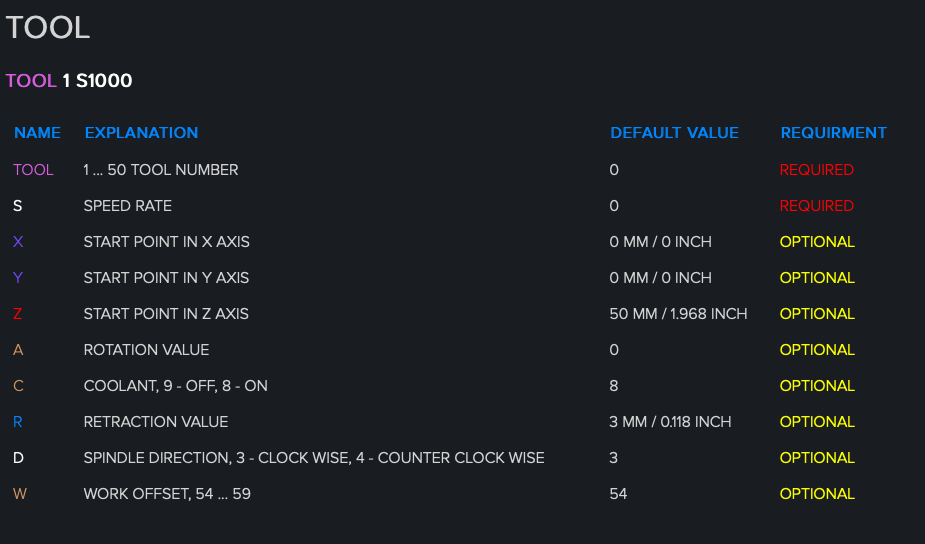 TOOL
TOOL 1 S1000
NAME EXPLANATION DEFAULT VALUE REQUIRMENT
TOOL 1 ... 50 TOOL NUMBER 0 REQUIRED
S SPEED RATE 0 REQUIRED
X START POINT IN X AXIS 0 MM / 0 INCH OPTIONAL
Y START POINT IN Y AXIS 0 MM / 0 INCH OPTIONAL
Z START POINT IN Z AXIS 50 MM / 1.968 INCH OPTIONAL
A ROTATION VALUE 0 OPTIONAL
C COOLANT, 9 - OFF, 8 - ON 8 OPTIONAL
R RETRACTION VALUE 3 MM / 0.118 INCH OPTIONAL
D SPINDLE DIRECTION, 3 - CLOCK WISE, 4 - COUNTER CLOCK WISE 3 OPTIONAL
W WORK OFFSET, 54 ... 59 54 OPTIONAL